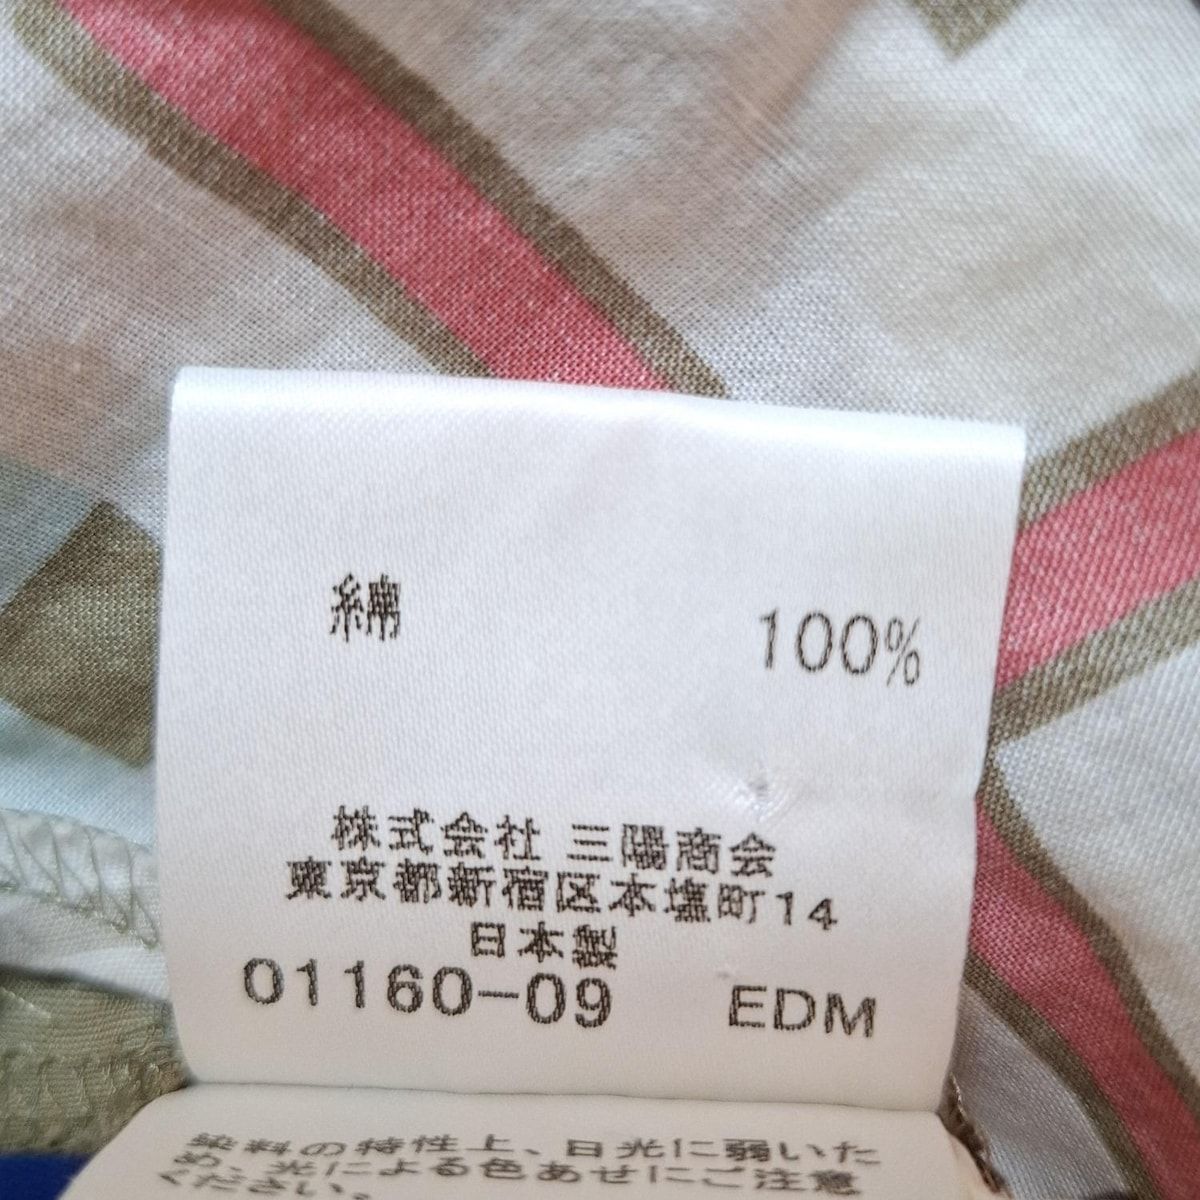 綿 100%
株式会社 三陽商会
東京都新宿区本塩町14
日本製
01160-09 EDM
染料の特性上、日光に弱いた
め、光による色あせにご注意
ください。